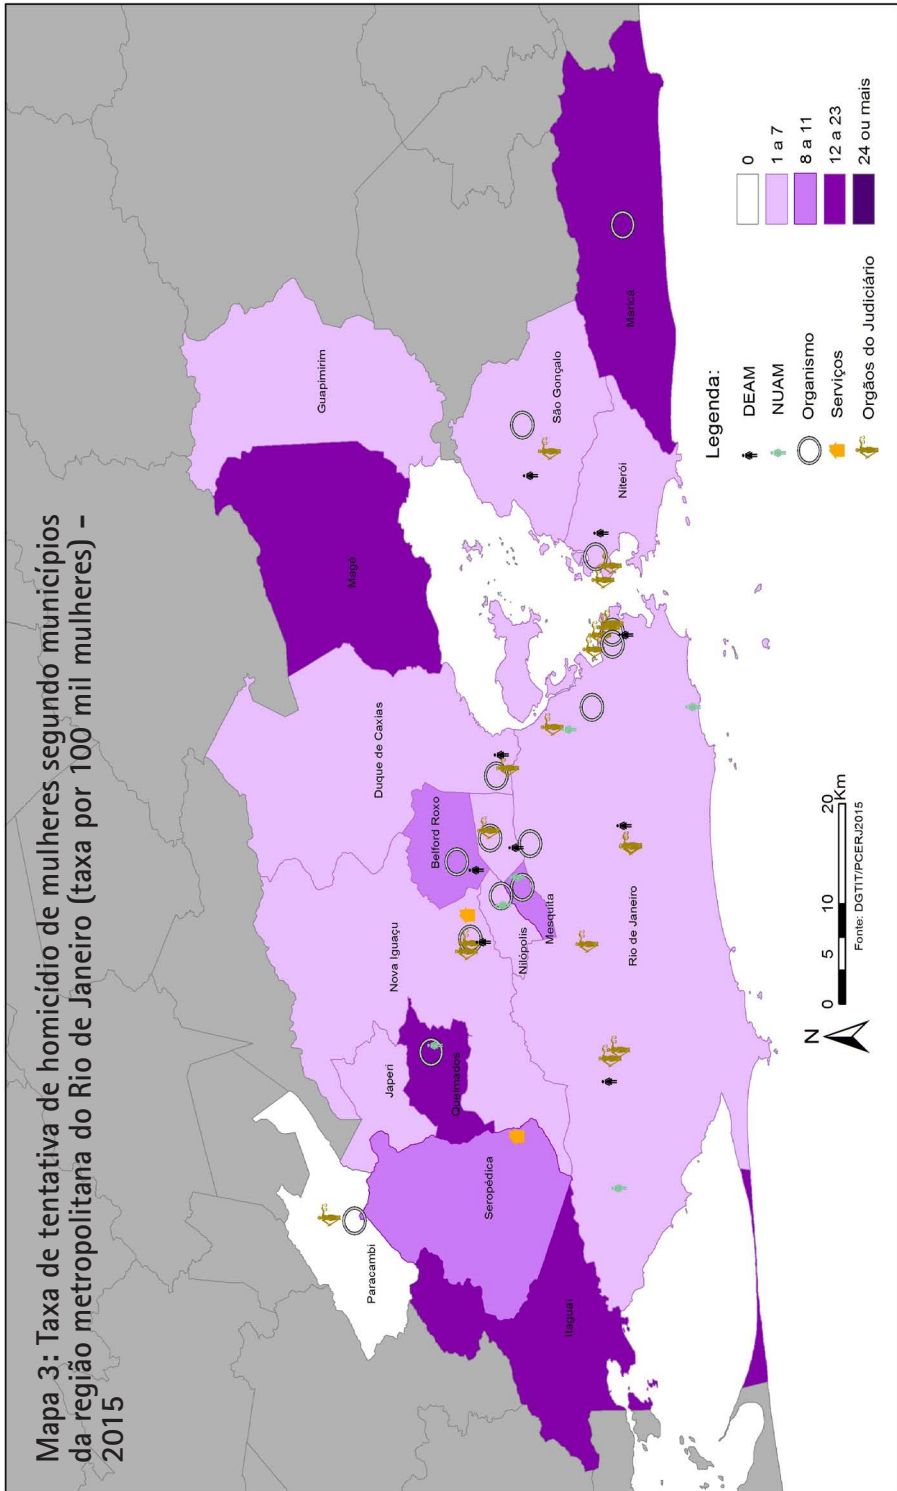 Mapa 3: Taxa de tentativa de homicídio de mulheres segundo municípios
da região metropolitana do Rio de Janeiro (taxa por 100 mil mulheres) –
2015
Guapimirim
Magé
Duque de Caxias
Belford Roxo
Nova Iguaçu
Japeri
Queimados
Paracambi
Seropédica
Itaguaí
Nilópolis
Mesquita
Rio de Janeiro
São Gonçalo
Niterói
Maricá
Legenda:
DEAM
NUAM
Organismo
Serviços
Orgãos do Judiciário
0
1 a 7
8 a 11
12 a 23
24 ou mais
N
0 5 10 20
Km
Fonte: DGTIT/PCERJ2015